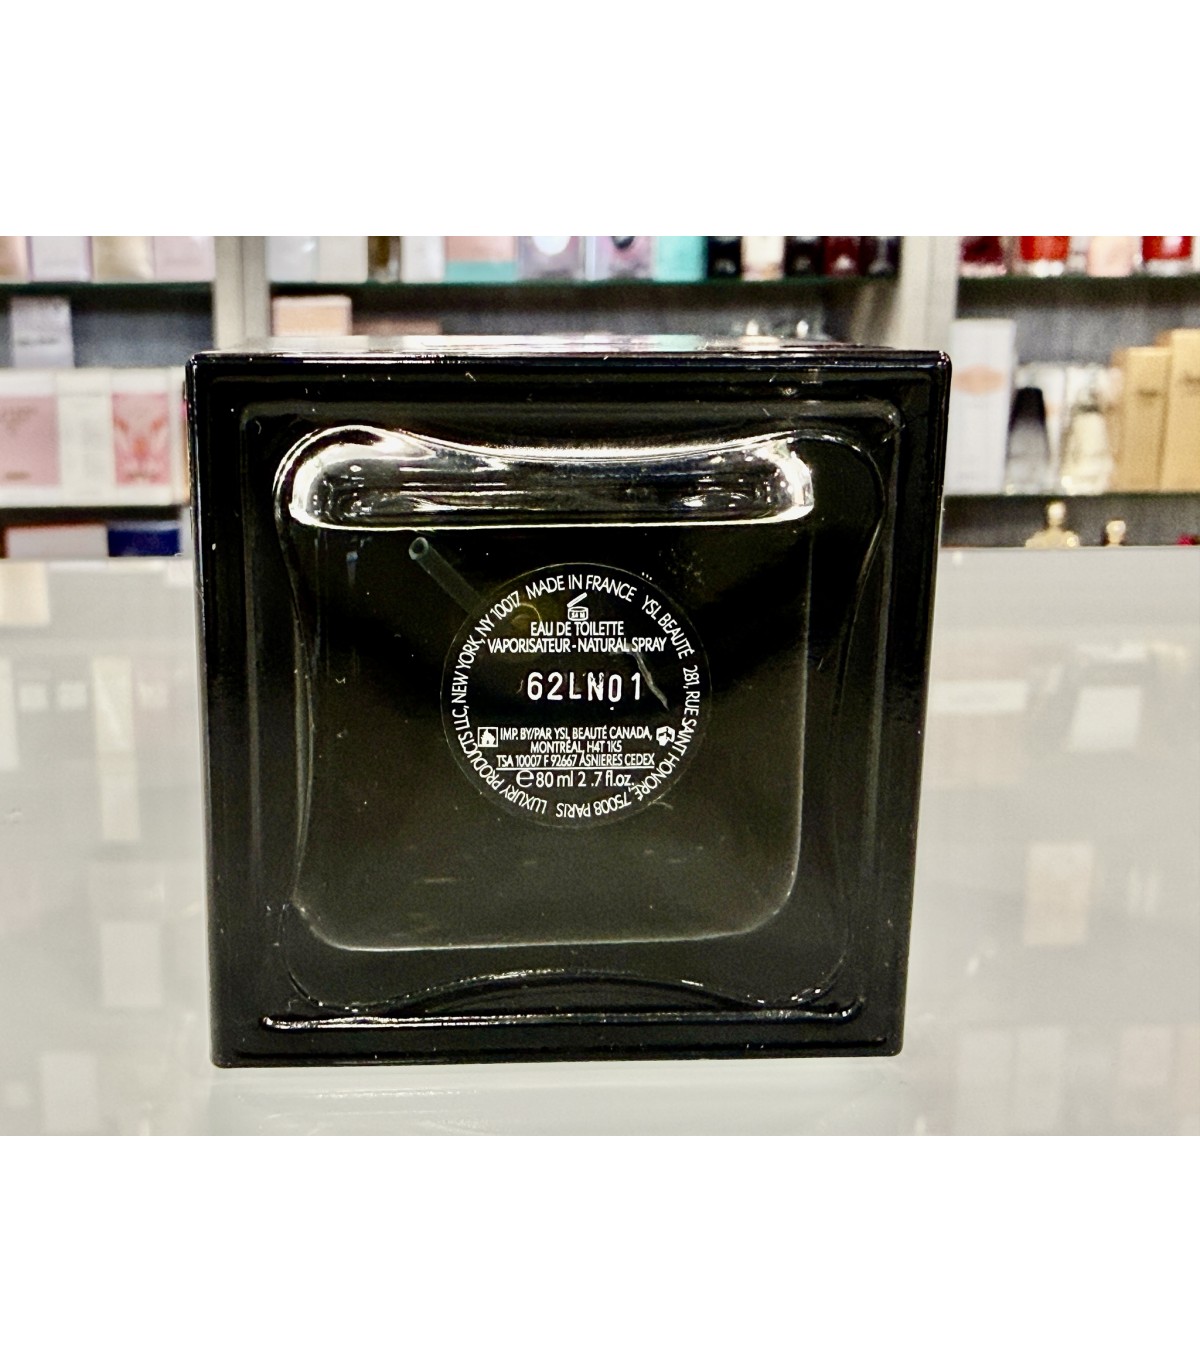 MADE IN FRANCE YSL BEAUTÉ 281, RUE SAINT HONORÉ, 75008 PARIS LUXURY PRODUCTS LLC, NEW YORK, NY 10017
24 M
EAU DE TOILETTE
VAPORISATEUR - NATURAL SPRAY
62LN01
IMP. BY/PAR YSL BEAUTÉ CANADA,
MONTRÉAL, H4T 1K5
TSA 10007 F 92667 ASNIERES CEDEX
e 80 ml 2 .7 fl.oz.